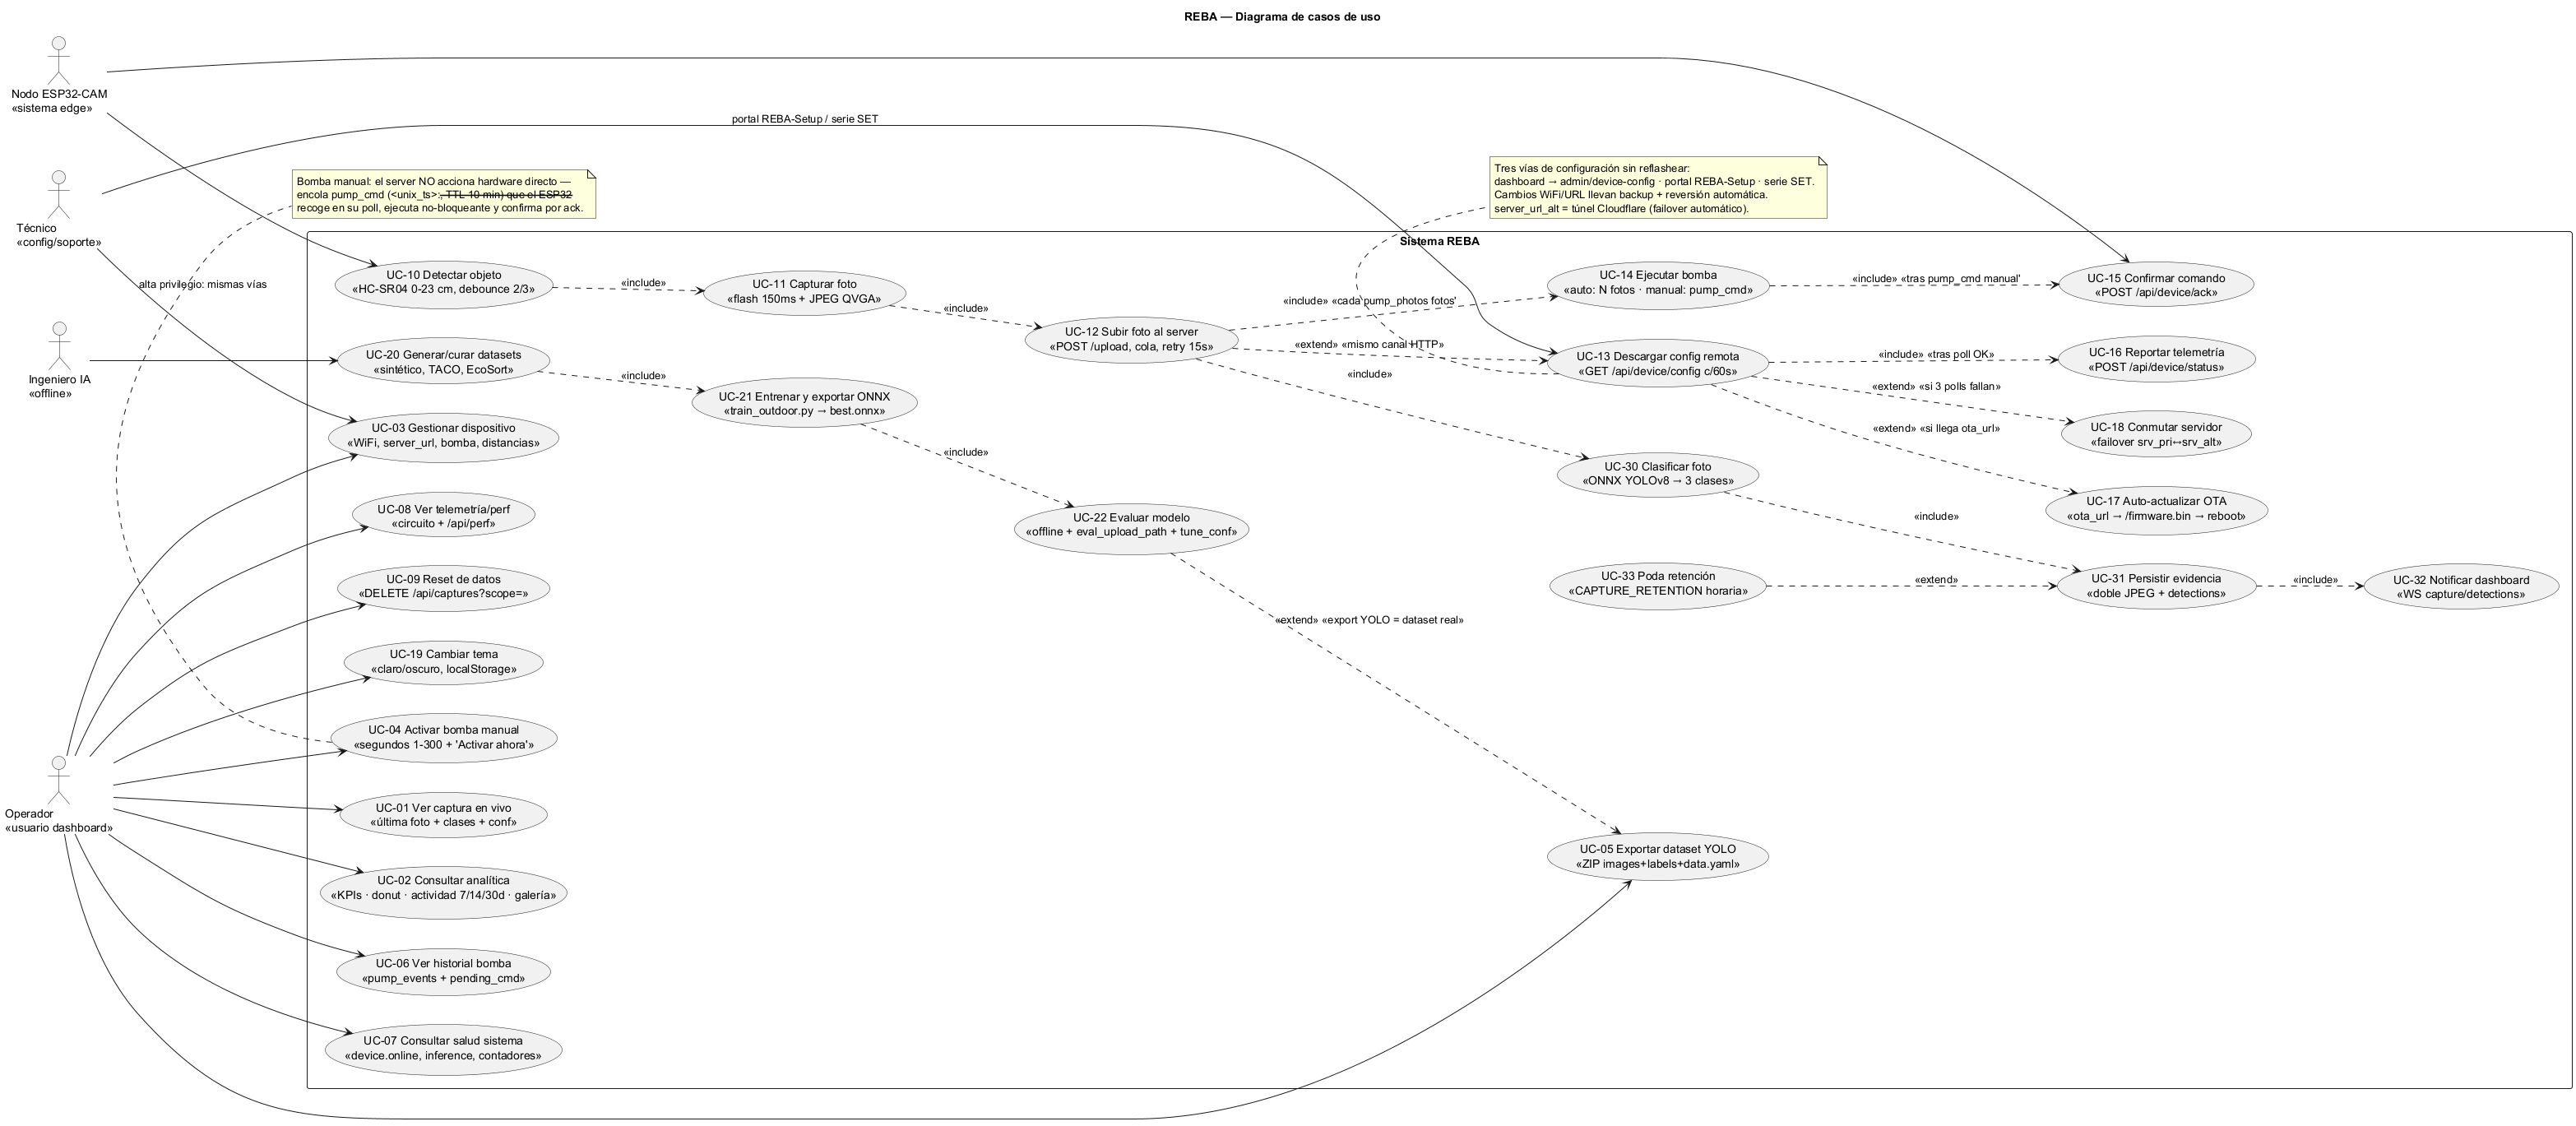 REBA — Diagrama de casos de uso
Nodo ESP32-CAM
«sistema edge»
portal REBA-Setup / serie SET
Técnico
«config/soporte»
Bomba manual: el server NO acciona hardware directo —
encola pump_cmd (<unix_ts>:, TTL 10 min) que el ESP32
recoge en su poll, ejecuta no-bloqueante y confirma por ack.
Tres vías de configuración sin reflashear:
dashboard → admin/device-config · portal REBA-Setup · serie SET.
Cambios WiFi/URL llevan backup + reversión automática.
server_url_alt = túnel Cloudflare (failover automático).
Sistema REBA
alta privilegio: mismas vías
UC-10 Detectar objeto
«HC-SR04 0-23 cm, debounce 2/3»
«include»
UC-11 Capturar foto
«flash 150ms + JPEG QVGA»
«include»
UC-12 Subir foto al server
«POST /upload, cola, retry 15s»
«include» «cada pump_photos fotos'
UC-14 Ejecutar bomba
«auto: N fotos · manual: pump_cmd»
«include» «tras pump_cmd manual'
UC-15 Confirmar comando
«POST /api/device/ack»
«extend» «mismo canal HTTP»
UC-13 Descargar config remota
«GET /api/device/config c/60s»
«include» «tras poll OK»
UC-16 Reportar telemetría
«POST /api/device/status»
Ingeniero IA
«offline»
UC-20 Generar/curar datasets
«sintético, TACO, EcoSort»
«include»
UC-21 Entrenar y exportar ONNX
«train_outdoor.py → best.onnx»
«include»
«extend» «si 3 polls fallan»
UC-18 Conmutar servidor
«failover srv_pri↔srv_alt»
«extend» «si llega ota_url»
UC-03 Gestionar dispositivo
«WiFi, server_url, bomba, distancias»
«include»
UC-30 Clasificar foto
«ONNX YOLOv8 → 3 clases»
UC-17 Auto-actualizar OTA
«ota_url → /firmware.bin → reboot»
UC-08 Ver telemetría/perf
«circuito + /api/perf»
UC-22 Evaluar modelo
«offline + eval_upload_path + tune_conf»
«include»
UC-09 Reset de datos
«DELETE /api/captures?scope=»
UC-33 Poda retención
«CAPTURE_RETENTION horaria»
«extend»
UC-31 Persistir evidencia
«doble JPEG + detections»
«include»
UC-32 Notificar dashboard
«WS capture/detections»
«extend» «export YOLO = dataset real»
UC-19 Cambiar tema
«claro/oscuro, localStorage»
UC-04 Activar bomba manual
«segundos 1-300 + 'Activar ahora'»
Operador
«usuario dashboard»
UC-01 Ver captura en vivo
«última foto + clases + conf»
UC-05 Exportar dataset YOLO
«ZIP images+labels+data.yaml»
UC-02 Consultar analítica
«KPIs · donut · actividad 7/14/30d · galería»
UC-06 Ver historial bomba
«pump_events + pending_cmd»
UC-07 Consultar salud sistema
«device.online, inference, contadores»